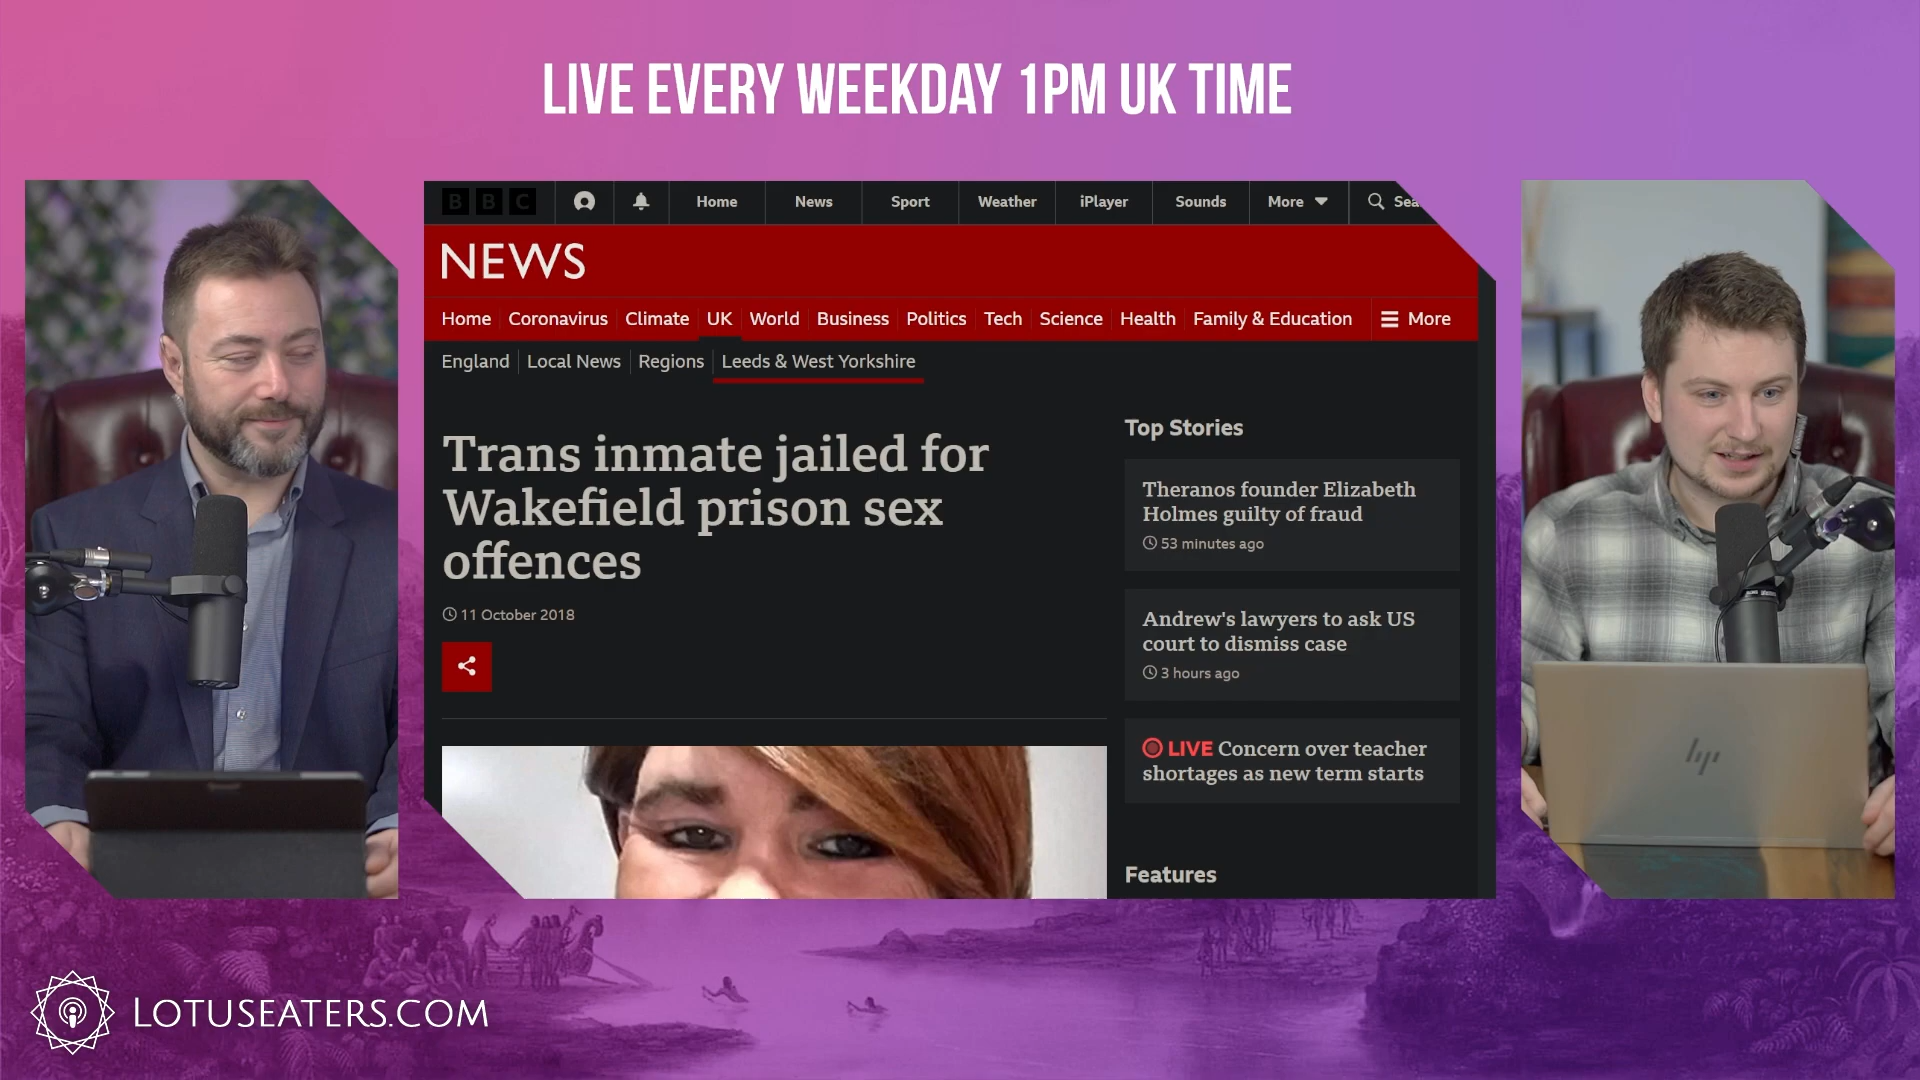 LIVE EVERY WEEKDAY 1PM UK TIME
BBC
Home
News
Sport
Weather
iPlayer
Sounds
More
NEWS
Home
Coronavirus
Climate
UK
World
Business
Politics
Tech
Science
Health
Family & Education
More
England
Local News
Regions
Leeds & West Yorkshire
Trans inmate jailed for
Wakefield prison sex
offences
11 October 2018
Top Stories
Theranos founder Elizabeth
Holmes guilty of fraud
53 minutes ago
Andrew's lawyers to ask US
court to dismiss case
3 hours ago
LIVE Concern over teacher
shortages as new term starts
Features
hp
LOTUSEATERS.COM